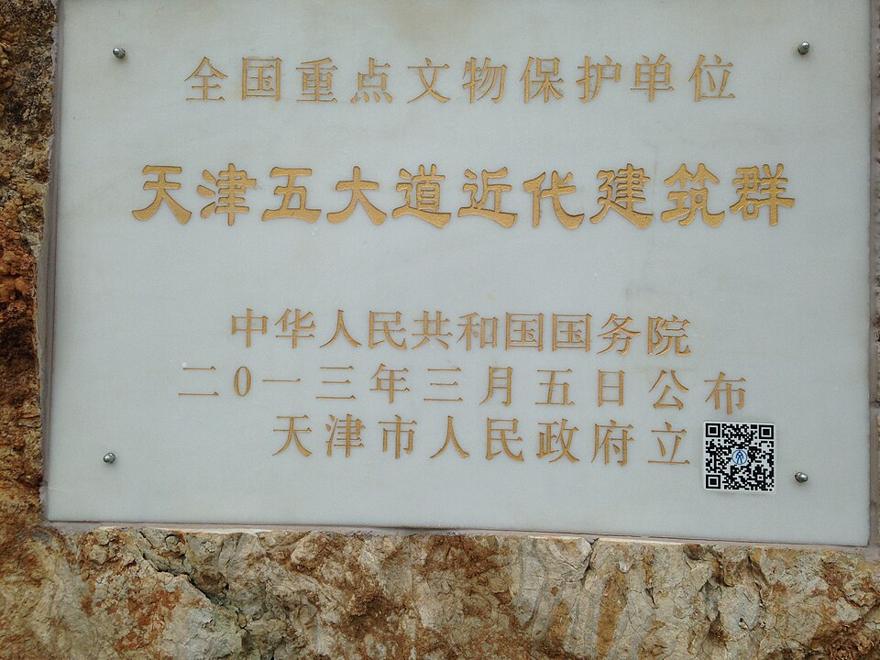 全国重点文物保护单位
天津五大道近代建筑群
中华人民共和国国务院
二0一三年三月五日公布
天津市人民政府立